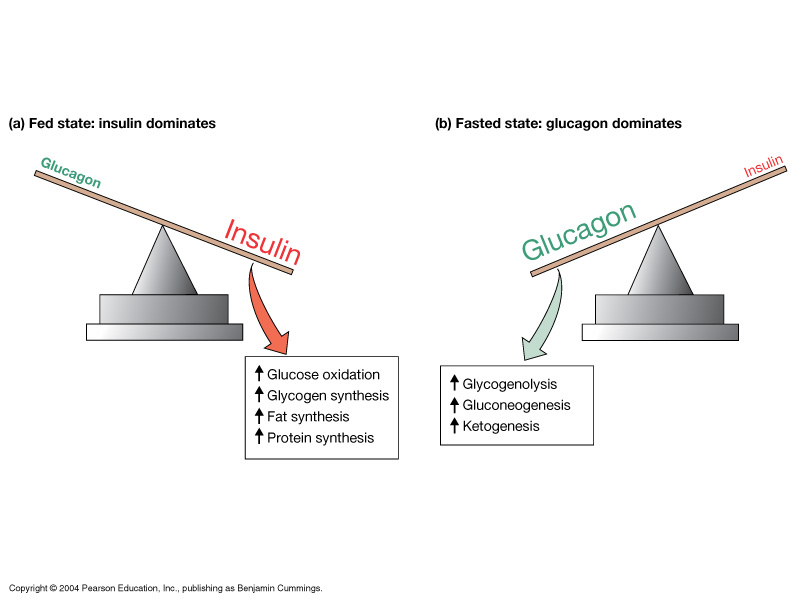 (a) Fed state: insulin dominates
Glucagon
Insulin
↑ Glucose oxidation
↑ Glycogen synthesis
↑ Fat synthesis
↑ Protein synthesis
(b) Fasted state: glucagon dominates
Insulin
Glucagon
↑ Glycogenolysis
↑ Gluconeogenesis
↑ Ketogenesis
Copyright © 2004 Pearson Education, Inc., publishing as Benjamin Cummings.